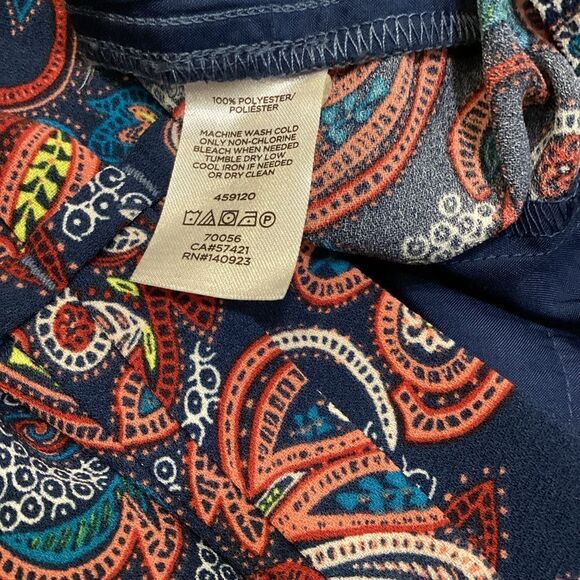 100% POLYESTER/
POLIÉSTER
MACHINE WASH COLD
ONLY NON-CHLORINE
BLEACH WHEN NEEDED
TUMBLE DRY LOW
COOL IRON IF NEEDED
OR DRY CLEAN
459120
70056
CA#57421
RN#140923